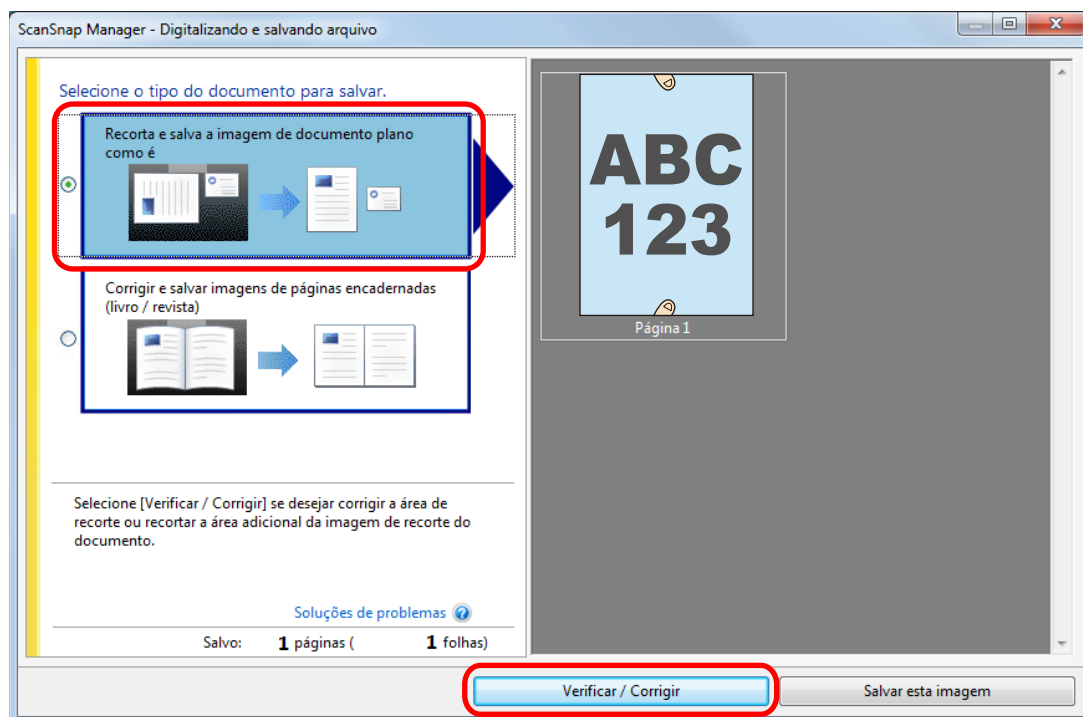 ScanSnap Manager - Digitalizando e salvando arquivo
Selecione o tipo do documento para salvar.
Recorta e salva a imagem de documento plano
como é
Corrigir e salvar imagens de páginas encadernadas
(livro / revista)
Selecione [Verificar / Corrigir] se desejar corrigir a área de
recorte ou recortar a área adicional da imagem de recorte do
documento.
Soluções de problemas ?
Salvo: 1 páginas ( 1 folhas)
ABC
123
Página 1
Verificar / Corrigir
Salvar esta imagem